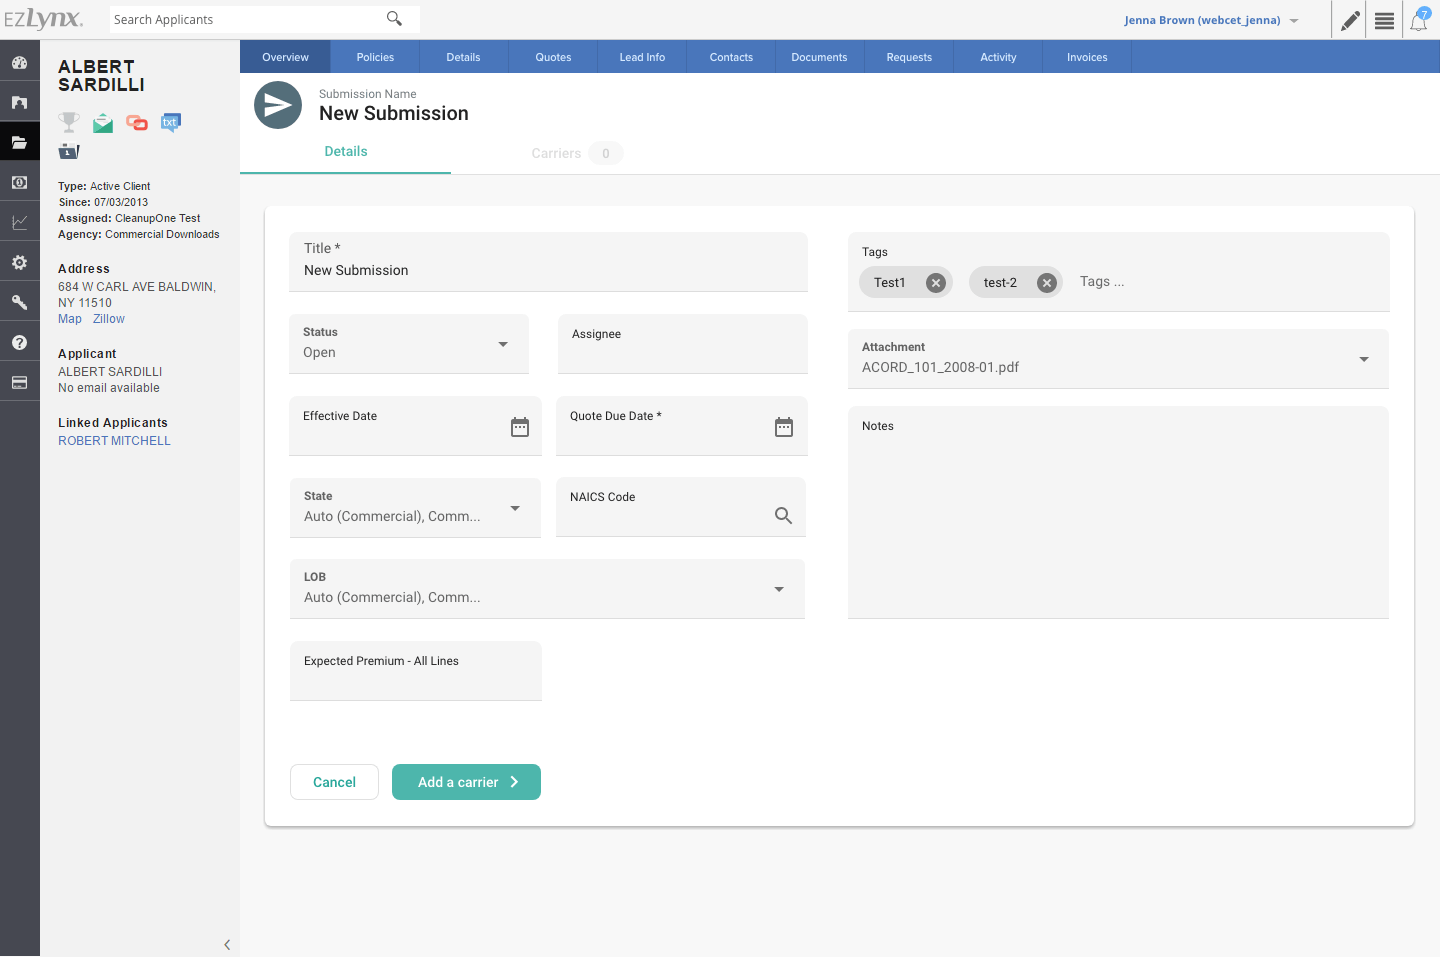 EZLynx.
Search Applicants
Jenna Brown (webcet_jenna)
7
Overview
Policies
Details
Quotes
Lead Info
Contacts
Documents
Requests
Activity
Invoices
ALBERT
SARDILLI
txt
1
Type: Active Client
Since: 07/03/2013
Assigned: CleanupOne Test
Agency: Commercial Downloads
Address
684 W CARL AVE BALDWIN,
NY 11510
Map Zillow
Applicant
ALBERT SARDILLI
No email available
Linked Applicants
ROBERT MITCHELL
Submission Name
New Submission
Details
Carriers 0
Title *
New Submission
Status
Open
Assignee
Effective Date
Quote Due Date *
State
Auto (Commercial), Comm...
NAICS Code
LOB
Auto (Commercial), Comm...
Expected Premium - All Lines
Tags
Test1
test-2
Tags ...
Attachment
ACORD_101_2008-01.pdf
Notes
Cancel
Add a carrier